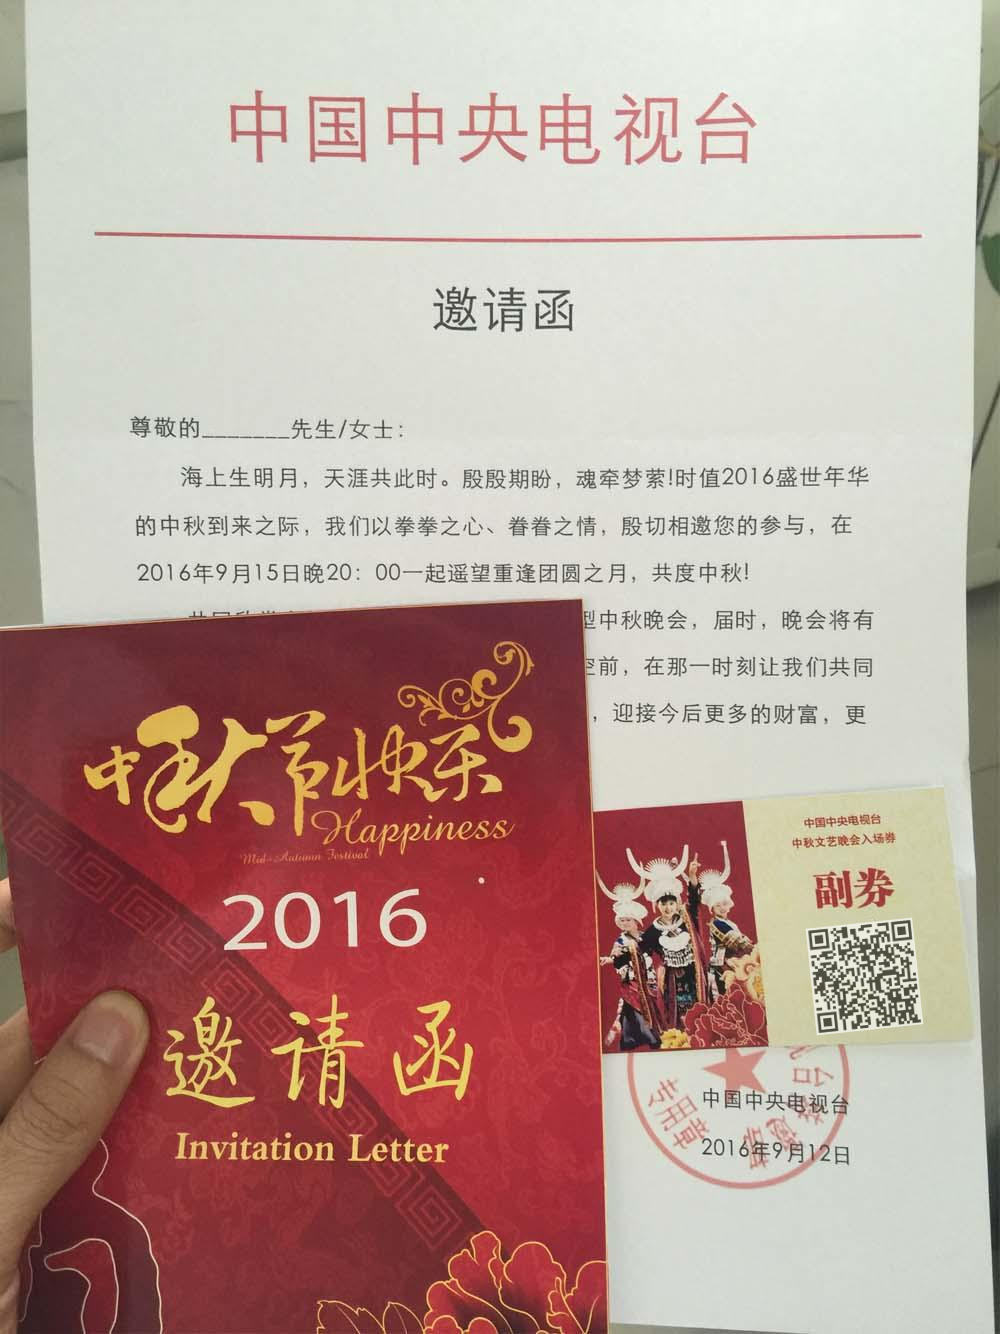 中国中央电视台
邀请函
尊敬的_______先生/女士：
海上生明月，天涯共此时。殷殷期盼，魂牵梦萦!时值2016盛世年华
的中秋到来之际，我们以拳拳之心、眷眷之情，殷切相邀您的参与，在
2016年9月15日晚20：00一起遥望重逢团圆之月，共度中秋!
型中秋晚会，届时，晚会将有
空前，在那一时刻让我们共同
，迎接今后更多的财富，更
中秋节快乐
Happiness
Mid-Autumn Festival
2016
邀请函
Invitation Letter
中国中央电视台
中秋文艺晚会入场券
副券
专用章
中国中央电视台
2016年9月12日